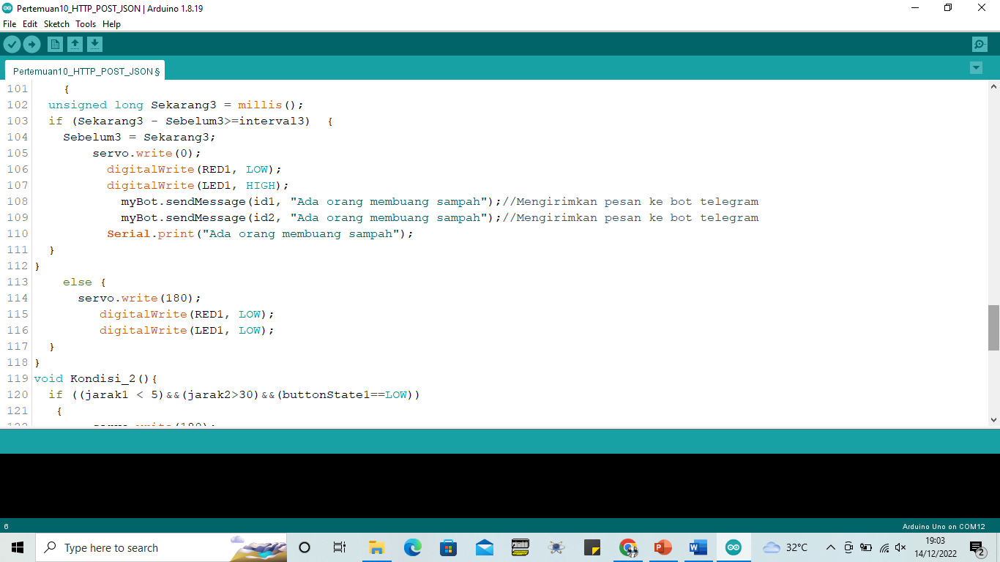 Pertemuan10_HTTP_POST_JSON | Arduino 1.8.19
File Edit Sketch Tools Help
Pertemuan10_HTTP_POST_JSON §
101 {
102 unsigned long Sekarang3 = millis();
103 if (Sekarang3 - Sebelum3>=interval3) {
104 Sebelum3 = Sekarang3;
105 servo.write(0);
106 digitalWrite(RED1, LOW);
107 digitalWrite(LED1, HIGH);
108 myBot.sendMessage(id1, "Ada orang membuang sampah");//Mengirimkan pesan ke bot telegram
109 myBot.sendMessage(id2, "Ada orang membuang sampah");//Mengirimkan pesan ke bot telegram
110 Serial.print("Ada orang membuang sampah");
111 }
112 }
113 else {
114 servo.write(180);
115 digitalWrite(RED1, LOW);
116 digitalWrite(LED1, LOW);
117 }
118 }
119 void Kondisi_2(){
120 if ((jarak1 < 5)&&(jarak2>30)&&(buttonState1==LOW))
121 {
122 servo.write(180);
6
Arduino Uno on COM12
Type here to search
32°C
19:03
14/12/2022
2